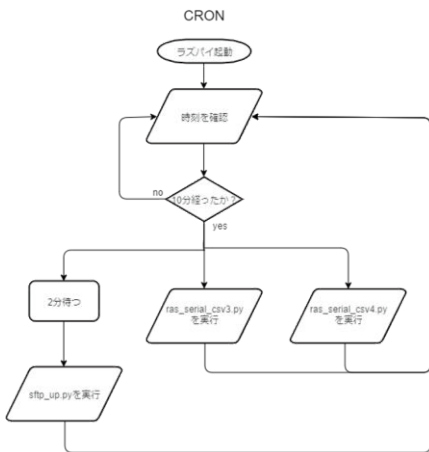 CRON
ラズパイ起動
時刻を確認
10分経ったか?
no
yes
2分待つ
ras_serial_csv3.py
を実行
ras_serial_csv4.py
を実行
sftp_up.pyを実行